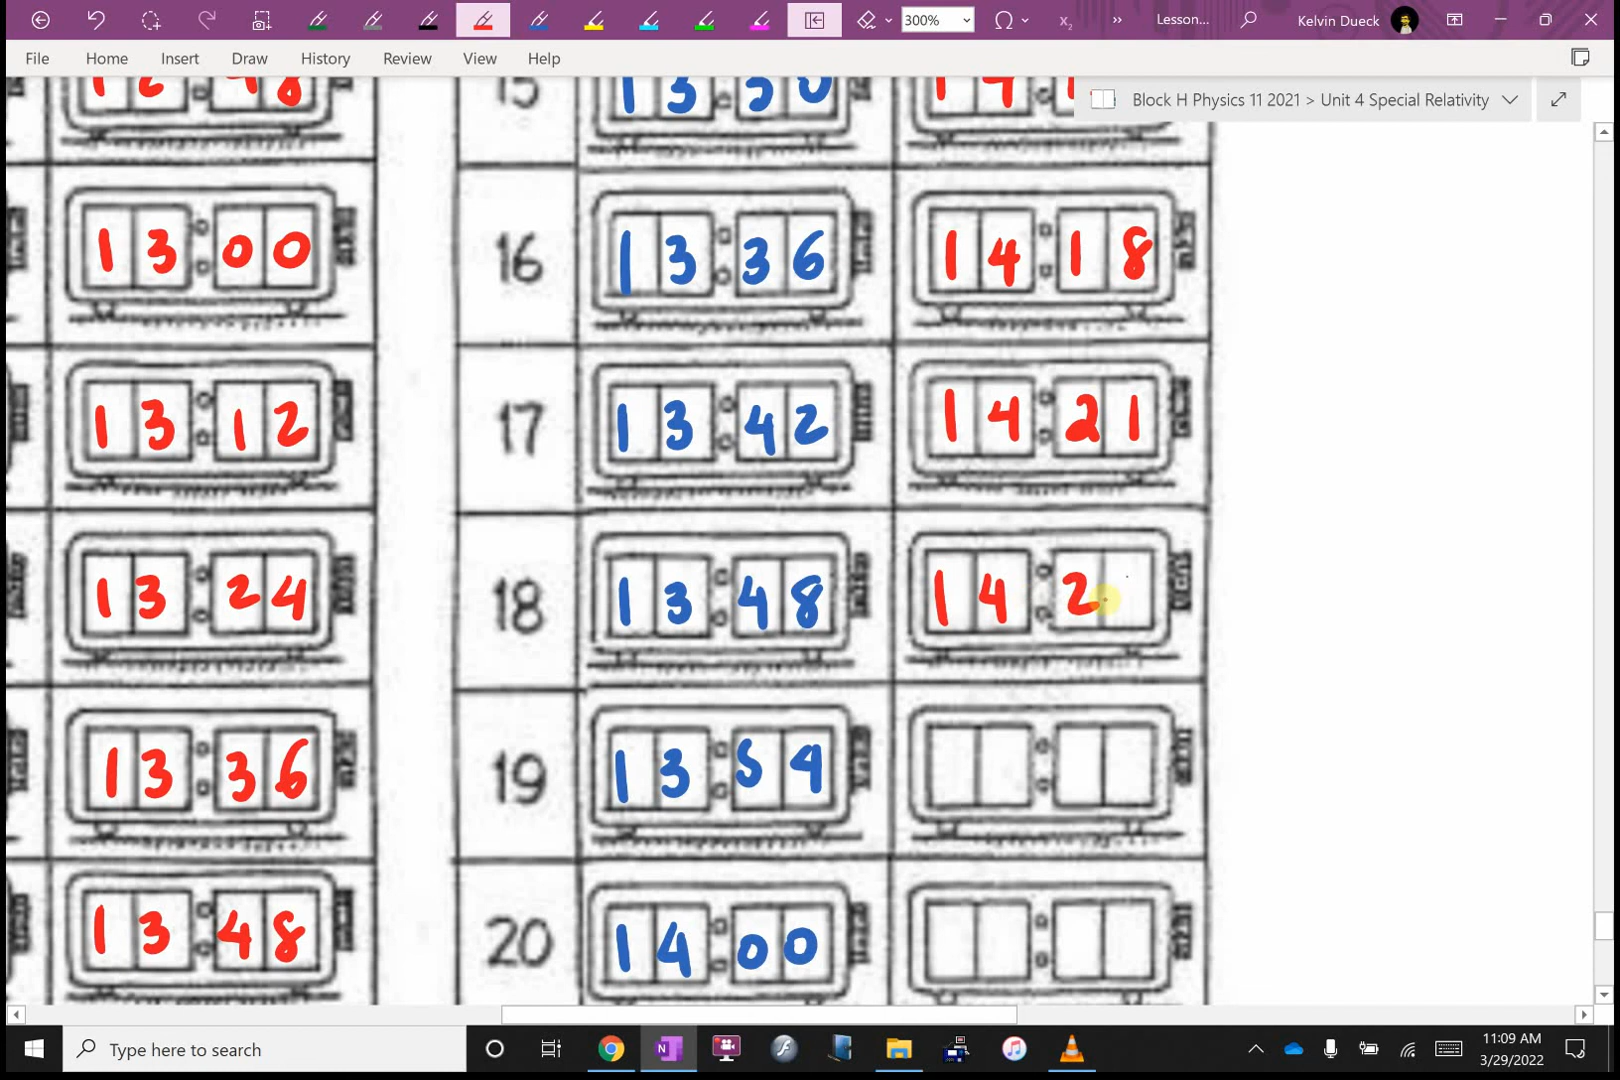 300% Lesson... Kelvin Dueck
File Home Insert Draw History Review View Help
Block H Physics 11 2021 > Unit 4 Special Relativity
15 13 30
13 00 16 13 36 14 18
13 12 17 13 42 14 21
13 24 18 13 48 14 2
13 36 19 13 54
13 48 20 14 00
Type here to search
11:09 AM
3/29/2022